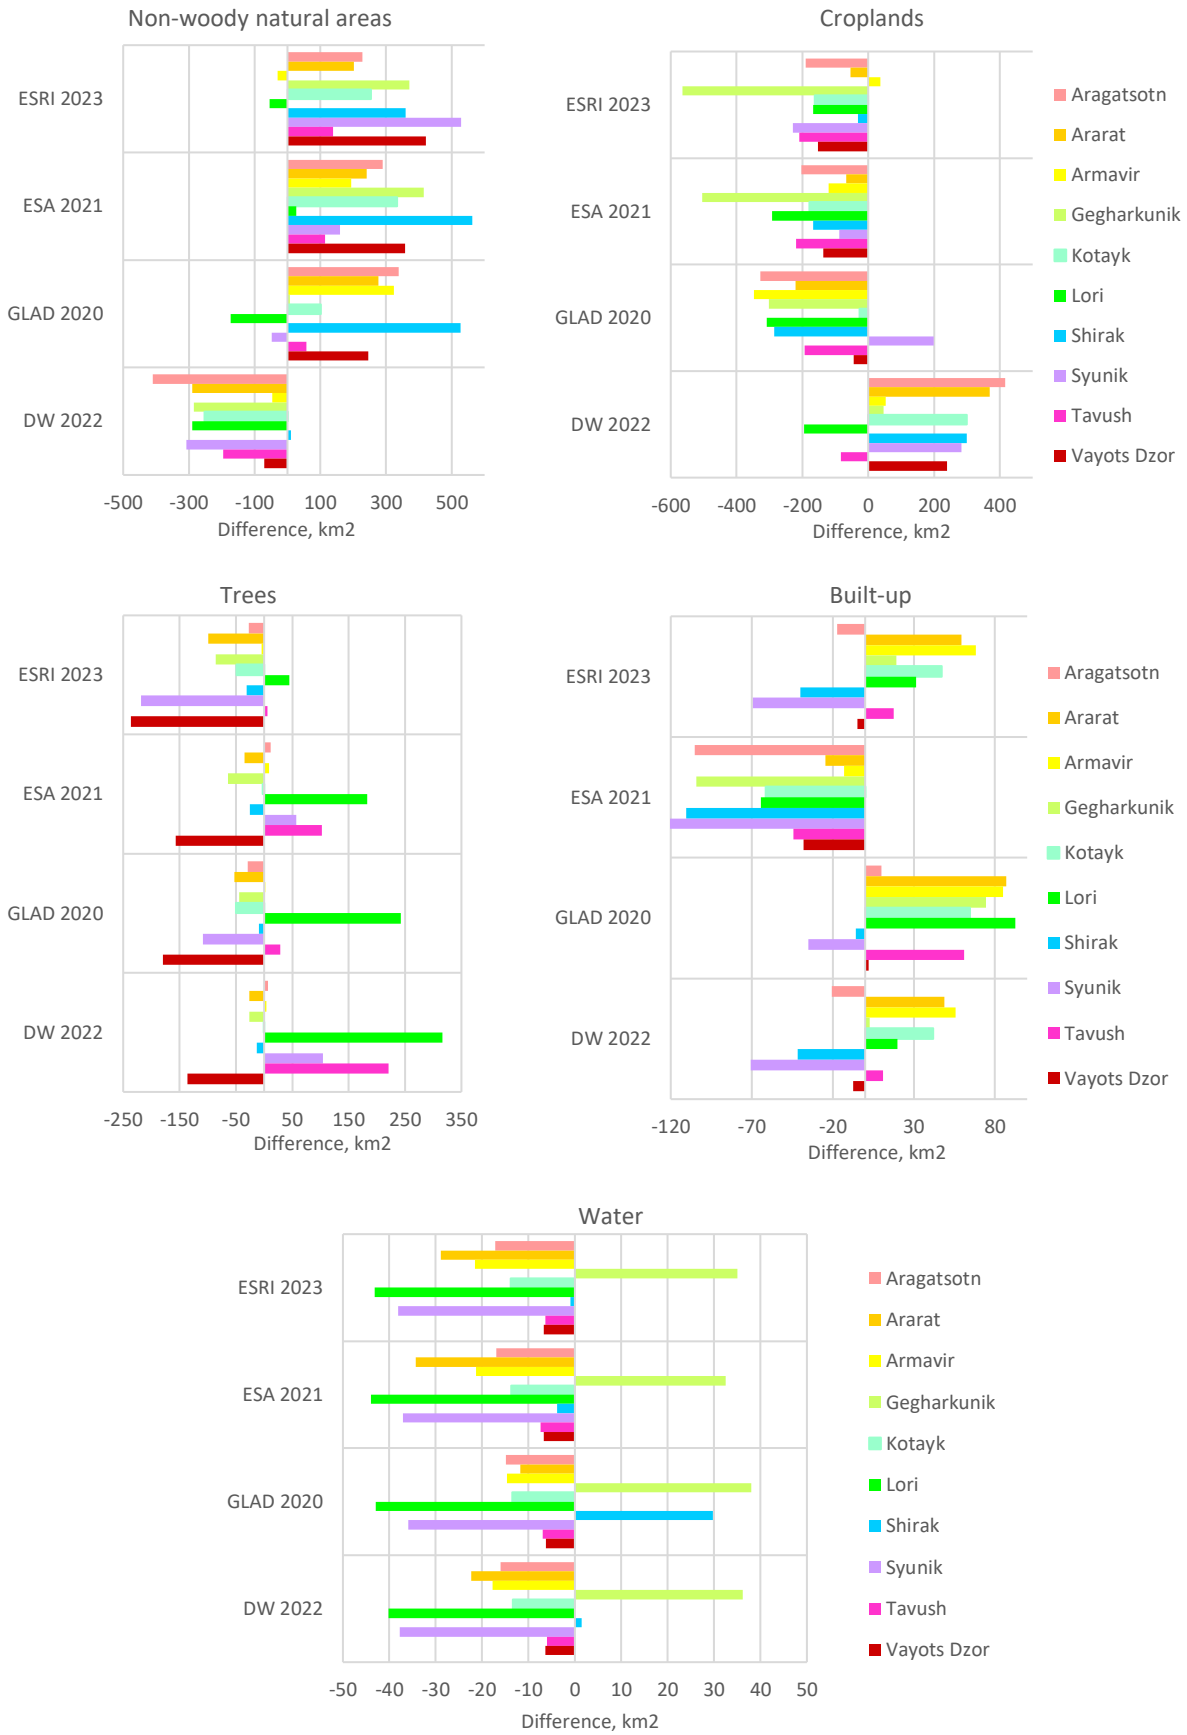 Non-woody natural areas
ESRI 2023
ESA 2021
GLAD 2020
DW 2022
-500 -300 -100 100 300 500
Difference, km2
Croplands
ESRI 2023
ESA 2021
GLAD 2020
DW 2022
-600 -400 -200 0 200 400
Difference, km2
Aragatsotn
Ararat
Armavir
Gegharkunik
Kotayk
Lori
Shirak
Syunik
Tavush
Vayots Dzor
Trees
ESRI 2023
ESA 2021
GLAD 2020
DW 2022
-250 -150 -50 50 150 250 350
Difference, km2
Built-up
ESRI 2023
ESA 2021
GLAD 2020
DW 2022
-120 -70 -20 30 80
Difference, km2
Aragatsotn
Ararat
Armavir
Gegharkunik
Kotayk
Lori
Shirak
Syunik
Tavush
Vayots Dzor
Water
ESRI 2023
ESA 2021
GLAD 2020
DW 2022
-50 -40 -30 -20 -10 0 10 20 30 40 50
Difference, km2
Aragatsotn
Ararat
Armavir
Gegharkunik
Kotayk
Lori
Shirak
Syunik
Tavush
Vayots Dzor